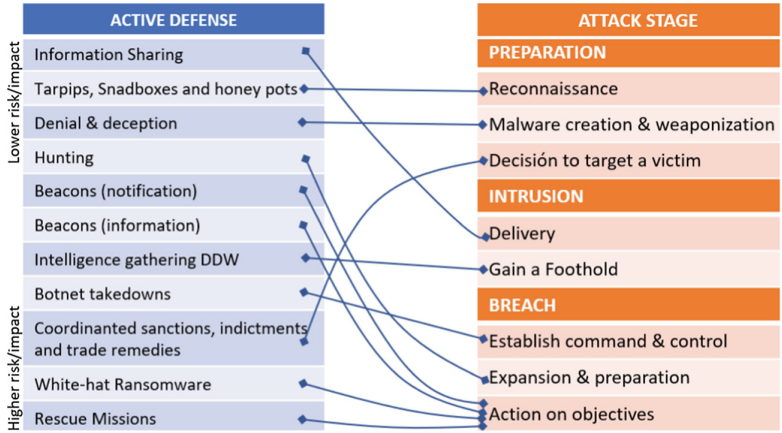 ACTIVE DEFENSE
Lower risk/impact
Higher risk/impact
Information Sharing
Tarpips, Snadboxes and honey pots
Denial & deception
Hunting
Beacons (notification)
Beacons (information)
Intelligence gathering DDW
Botnet takedowns
Coordinanted sanctions, indictments
and trade remedies
White-hat Ransomware
Rescue Missions
ATTACK STAGE
PREPARATION
Reconnaissance
Malware creation & weaponization
Decisión to target a victim
INTRUSION
Delivery
Gain a Foothold
BREACH
Establish command & control
Expansion & preparation
Action on objectives